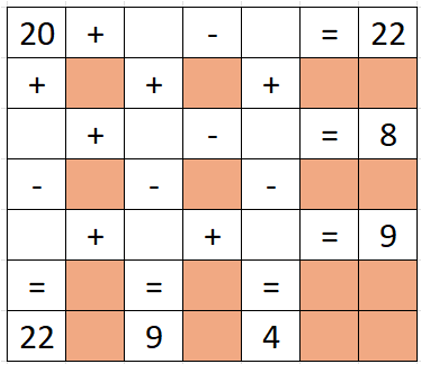 20 + - = 22
+ + +
+ - = 8
- - -
+ + = 9
= = =
22 9 4